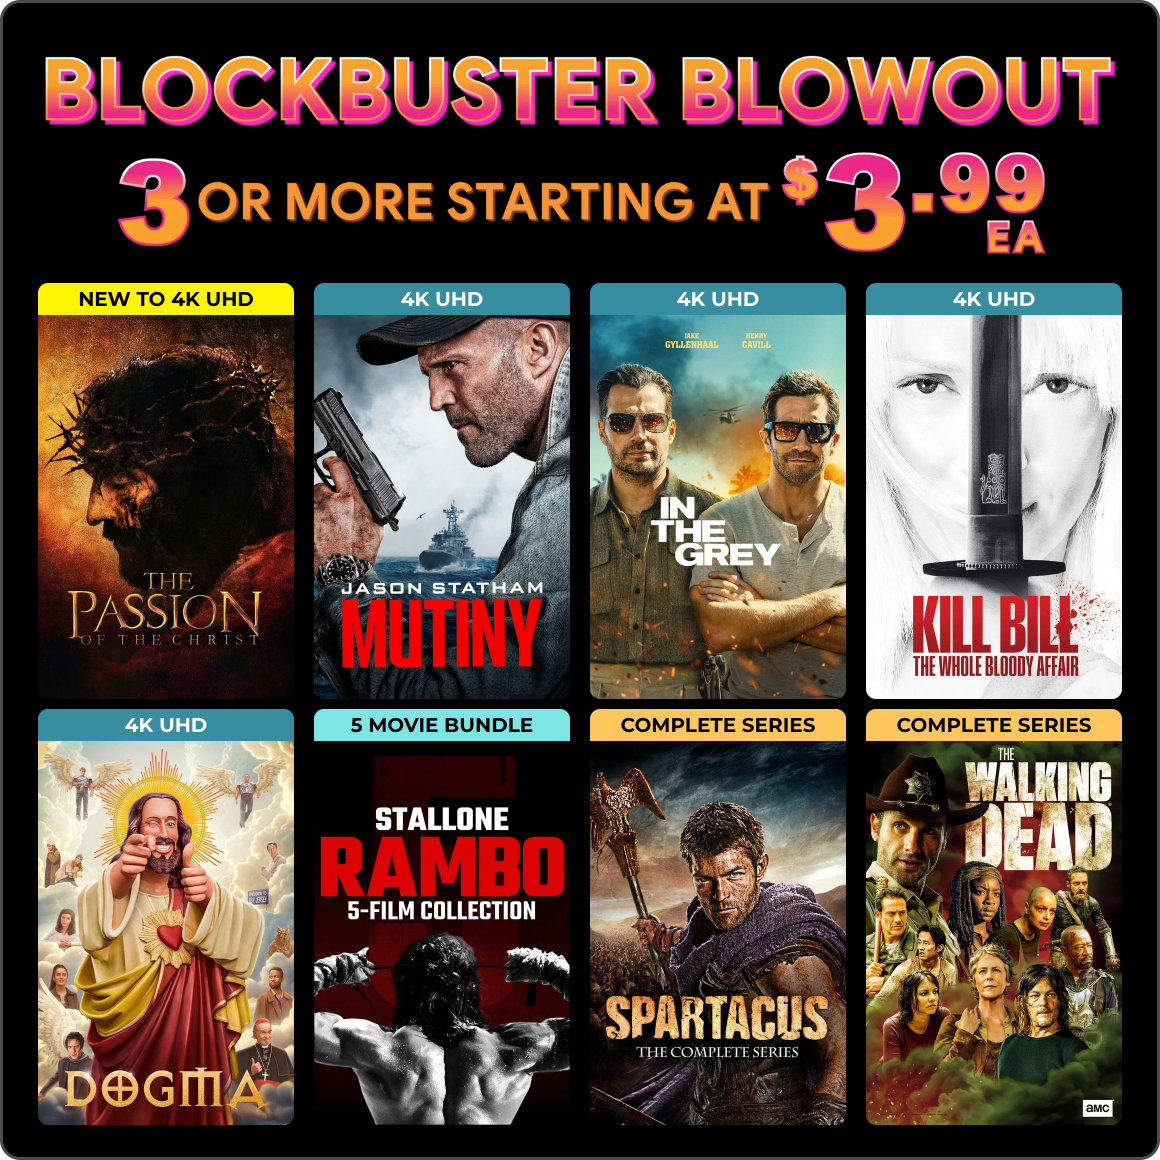 BLOCKBUSTER BLOWOUT
3 OR MORE STARTING AT $3.99 EA
NEW TO 4K UHD
THE
PASSION
OF THE CHRIST
4K UHD
JASON STATHAM
MUTINY
4K UHD
JAKE GYLLENHAAL
HENRY CAVILL
IN
THE
GREY
4K UHD
KILL BILL
THE WHOLE BLOODY AFFAIR
4K UHD
DOGMA
5 MOVIE BUNDLE
STALLONE
RAMBO
5-FILM COLLECTION
COMPLETE SERIES
SPARTACUS
THE COMPLETE SERIES
COMPLETE SERIES
THE
WALKING
DEAD
aMC